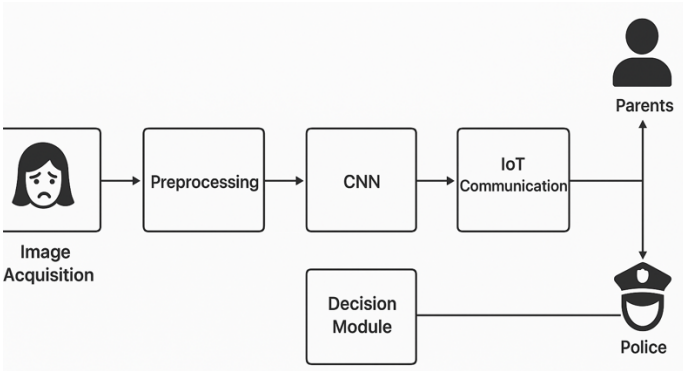 Parents
Preprocessing
CNN
IoT
Communication
Image
Acquisition
Decision
Module
Police